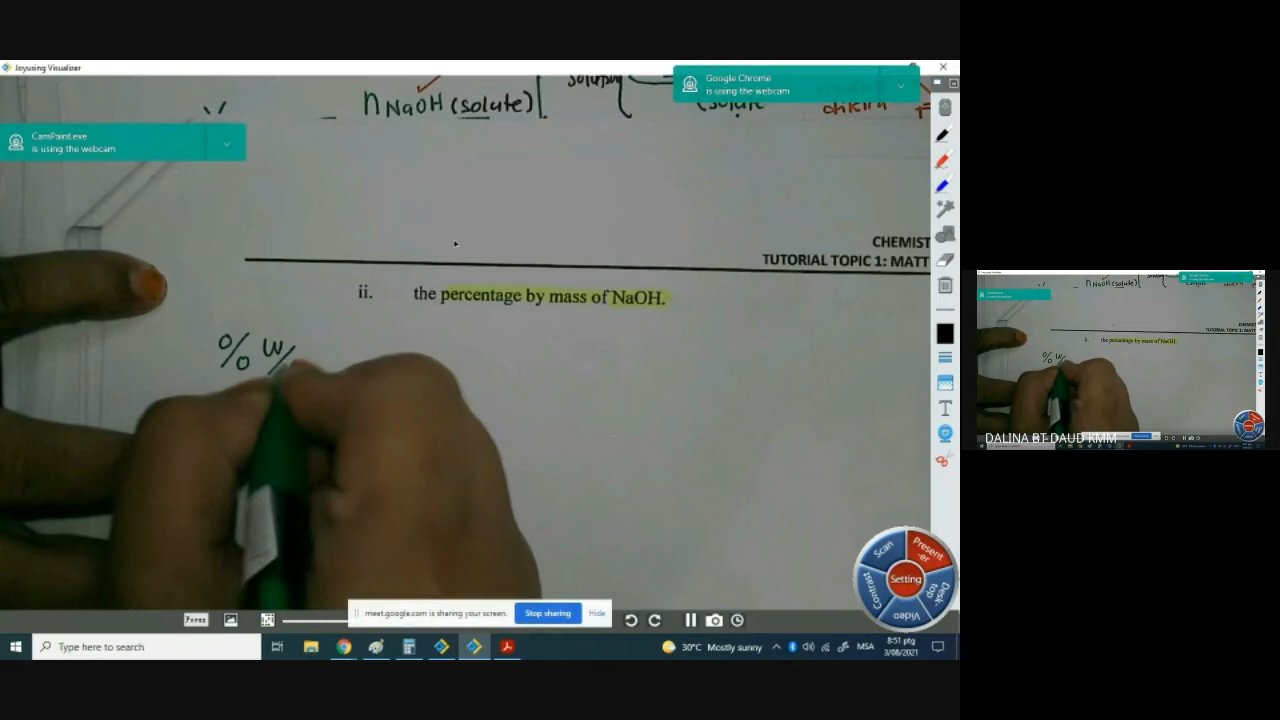 Joyusing Visualizer
Google Chrome
is using the webcam
n NaOH (solute)
CamPaint.exe
is using the webcam
CHEMIST
TUTORIAL TOPIC 1: MATT
ii. the percentage by mass of NaOH.
% w/
DALINA BT DAUD KMM
Scan
Present-er
Setting
Contrast
Desk-top
Video
meet.google.com is sharing your screen.
Stop sharing
Hide
Type here to search
30°C Mostly sunny
MSA
8:51 ptg
3/08/2021